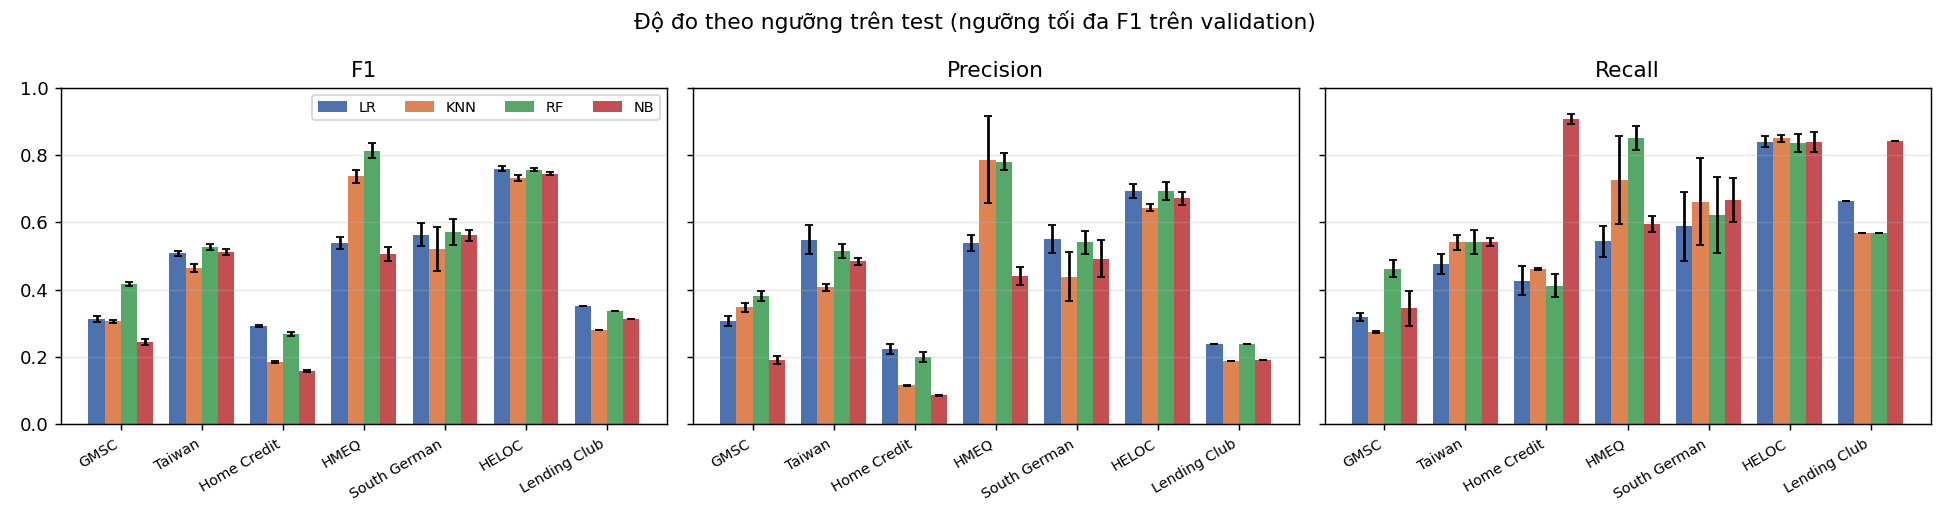 Độ đo theo ngưỡng trên test (ngưỡng tối đa F1 trên validation)
F1
Precision
Recall
LR KNN RF NB
1.0
0.8
0.6
0.4
0.2
0.0
GMSC Taiwan Home Credit HMEQ South German HELOC Lending Club
GMSC Taiwan Home Credit HMEQ South German HELOC Lending Club
GMSC Taiwan Home Credit HMEQ South German HELOC Lending Club